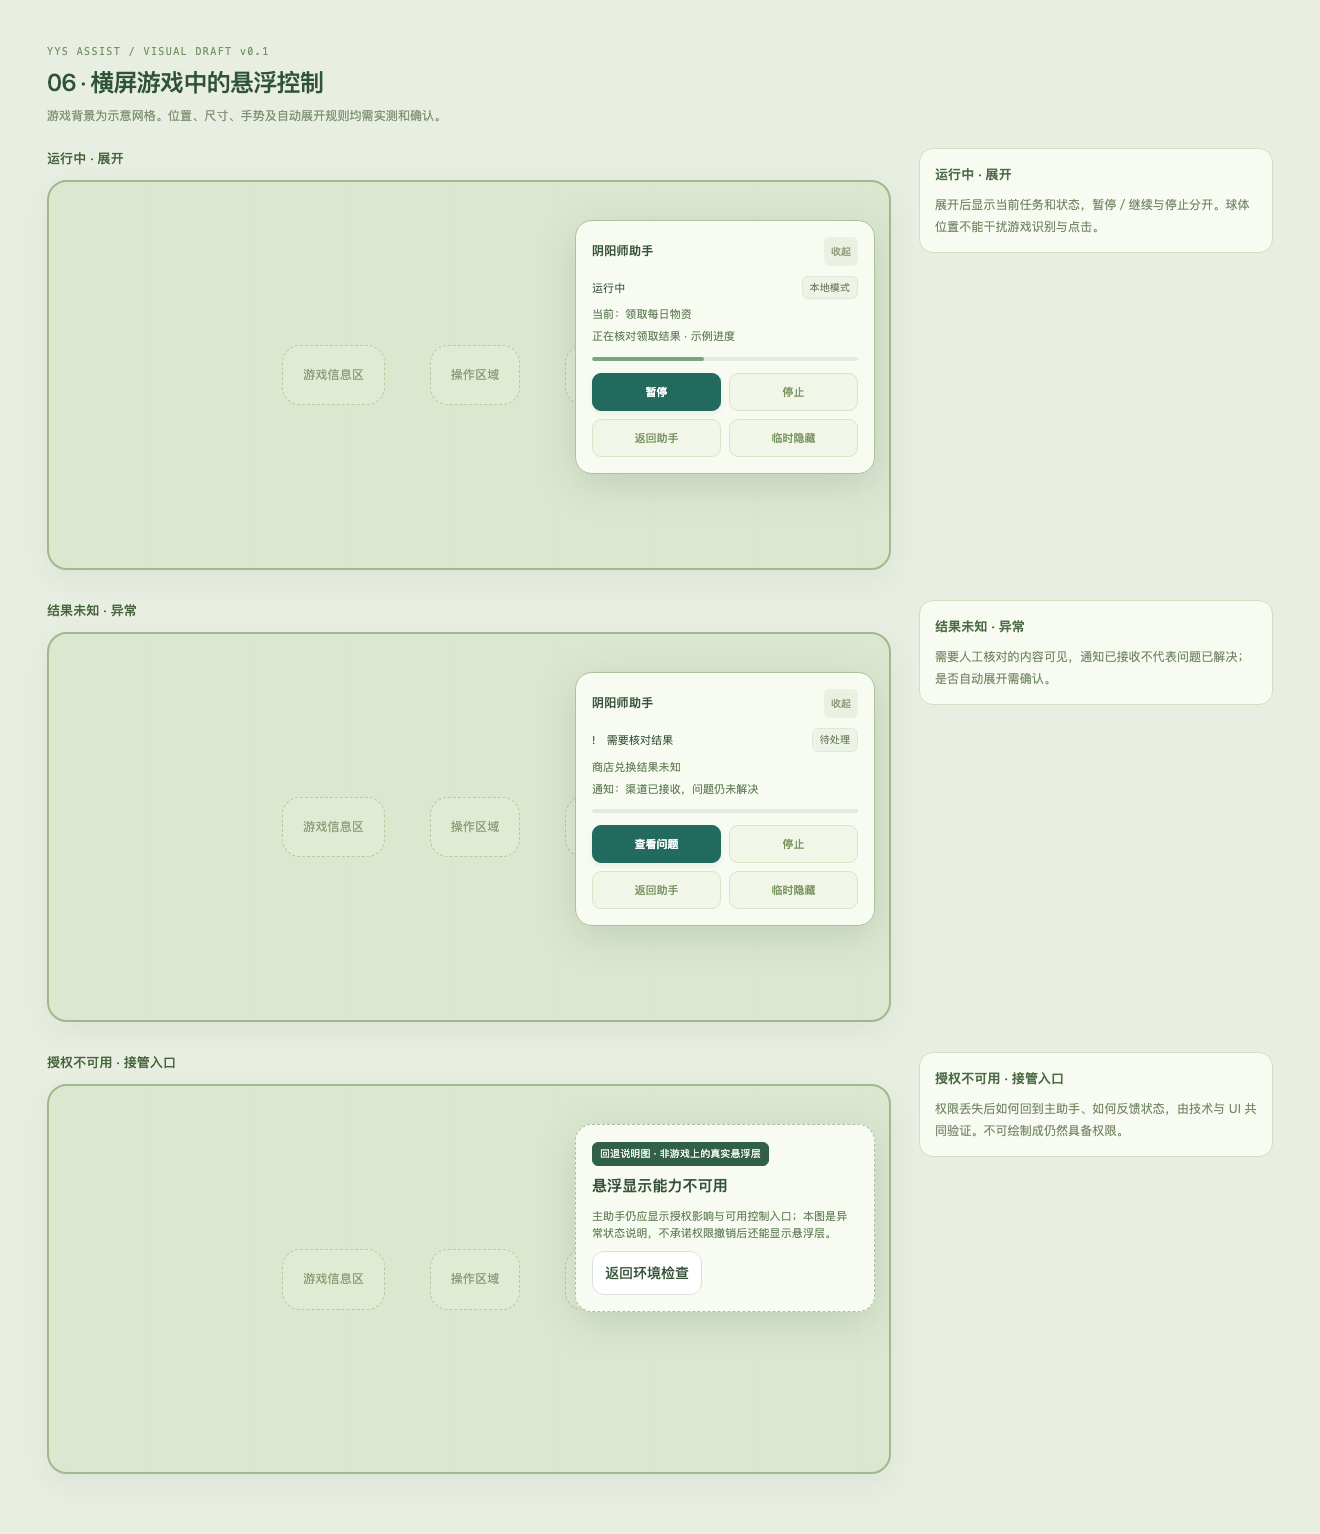 YYS ASSIST / VISUAL DRAFT v0.1
06 · 横屏游戏中的悬浮控制
游戏背景为示意网格。位置、尺寸、手势及自动展开规则均需实测和确认。
运行中 · 展开
游戏信息区
操作区域
阴阳师助手
收起
运行中
本地模式
当前：领取每日物资
正在核对领取结果 · 示例进度
暂停
停止
返回助手
临时隐藏
运行中 · 展开
展开后显示当前任务和状态，暂停 / 继续与停止分开。球体
位置不能干扰游戏识别与点击。
结果未知 · 异常
游戏信息区
操作区域
阴阳师助手
收起
! 需要核对结果
待处理
商店兑换结果未知
通知：渠道已接收，问题仍未解决
查看问题
停止
返回助手
临时隐藏
结果未知 · 异常
需要人工核对的内容可见，通知已接收不代表问题已解决；
是否自动展开需确认。
授权不可用 · 接管入口
游戏信息区
操作区域
回退说明图 · 非游戏上的真实悬浮层
悬浮显示能力不可用
主助手仍应显示授权影响与可用控制入口；本图是异
常状态说明，不承诺权限撤销后还能显示悬浮层。
返回环境检查
授权不可用 · 接管入口
权限丢失后如何回到主助手、如何反馈状态，由技术与 UI 共
同验证。不可绘制成仍然具备权限。